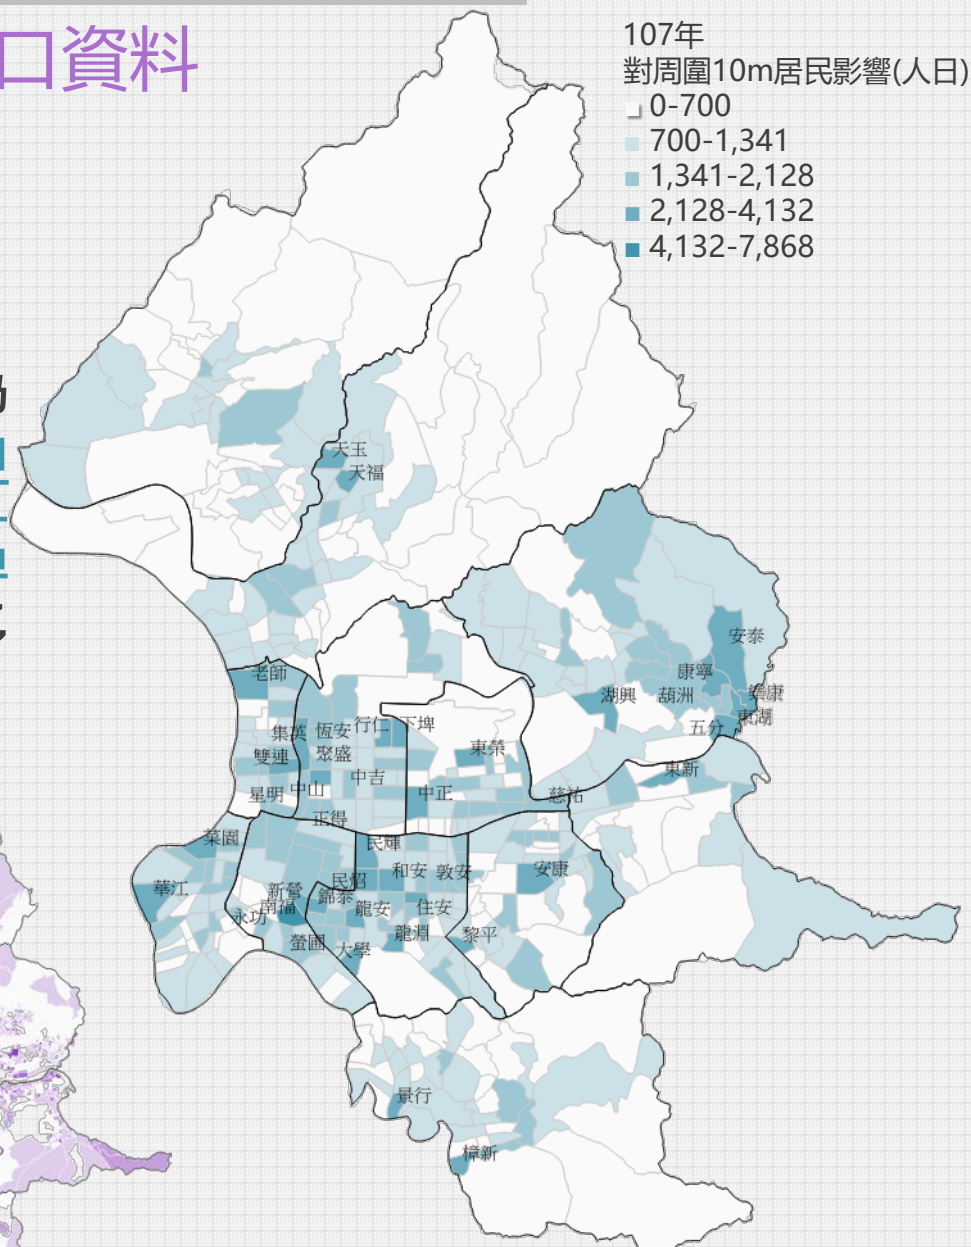 口資料
107年
對周圍10m居民影響(人日)
0-700
700-1,341
1,341-2,128
2,128-4,132
4,132-7,868
天玉
天福
安泰
康寧
湖興
葫洲
樂康
東湖
五分
老師
集英
恆安
行仁
下埤
聚盛
雙連
東榮
中吉
東新
星明
中山
中正
慈祐
正得
菜園
民輝
和安
敦安
安康
華江
新營
民炤
錦泰
南福
永功
龍安
住安
螢圃
大學
龍淵
黎平
景行
樟新